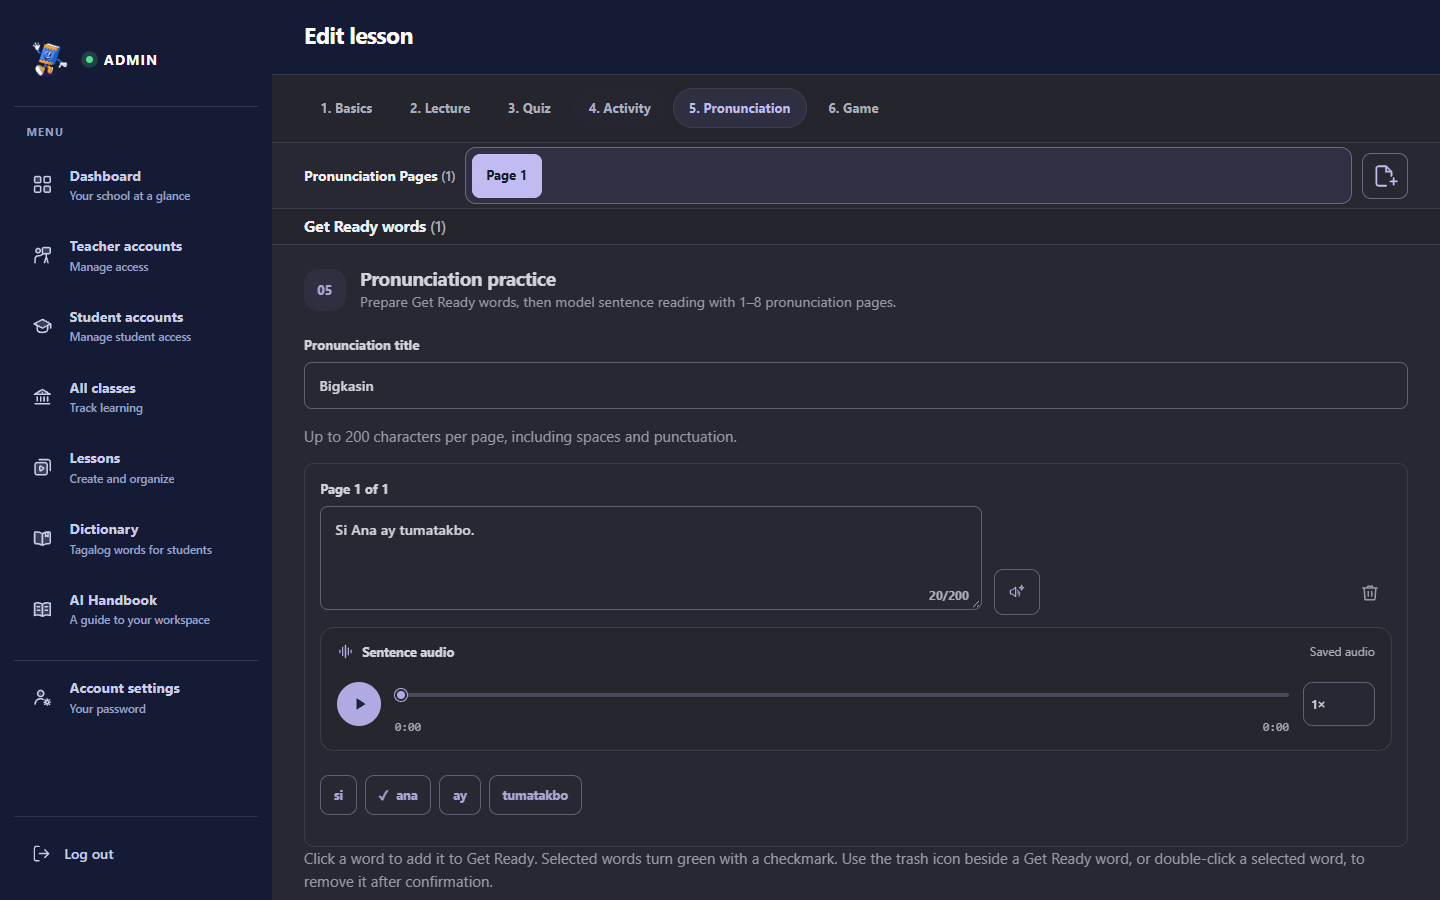 ADMIN
MENU
Dashboard
Your school at a glance
Teacher accounts
Manage access
Student accounts
Manage student access
All classes
Track learning
Lessons
Create and organize
Dictionary
Tagalog words for students
AI Handbook
A guide to your workspace
Account settings
Your password
Log out
Edit lesson
1. Basics
2. Lecture
3. Quiz
4. Activity
5. Pronunciation
6. Game
Pronunciation Pages (1)
Page 1
Get Ready words (1)
05
Pronunciation practice
Prepare Get Ready words, then model sentence reading with 1–8 pronunciation pages.
Pronunciation title
Bigkasin
Up to 200 characters per page, including spaces and punctuation.
Page 1 of 1
Si Ana ay tumatakbo.
20/200
Sentence audio
Saved audio
0:00
0:00
1×
si
✓ ana
ay
tumatakbo
Click a word to add it to Get Ready. Selected words turn green with a checkmark. Use the trash icon beside a Get Ready word, or double-click a selected word, to
remove it after confirmation.